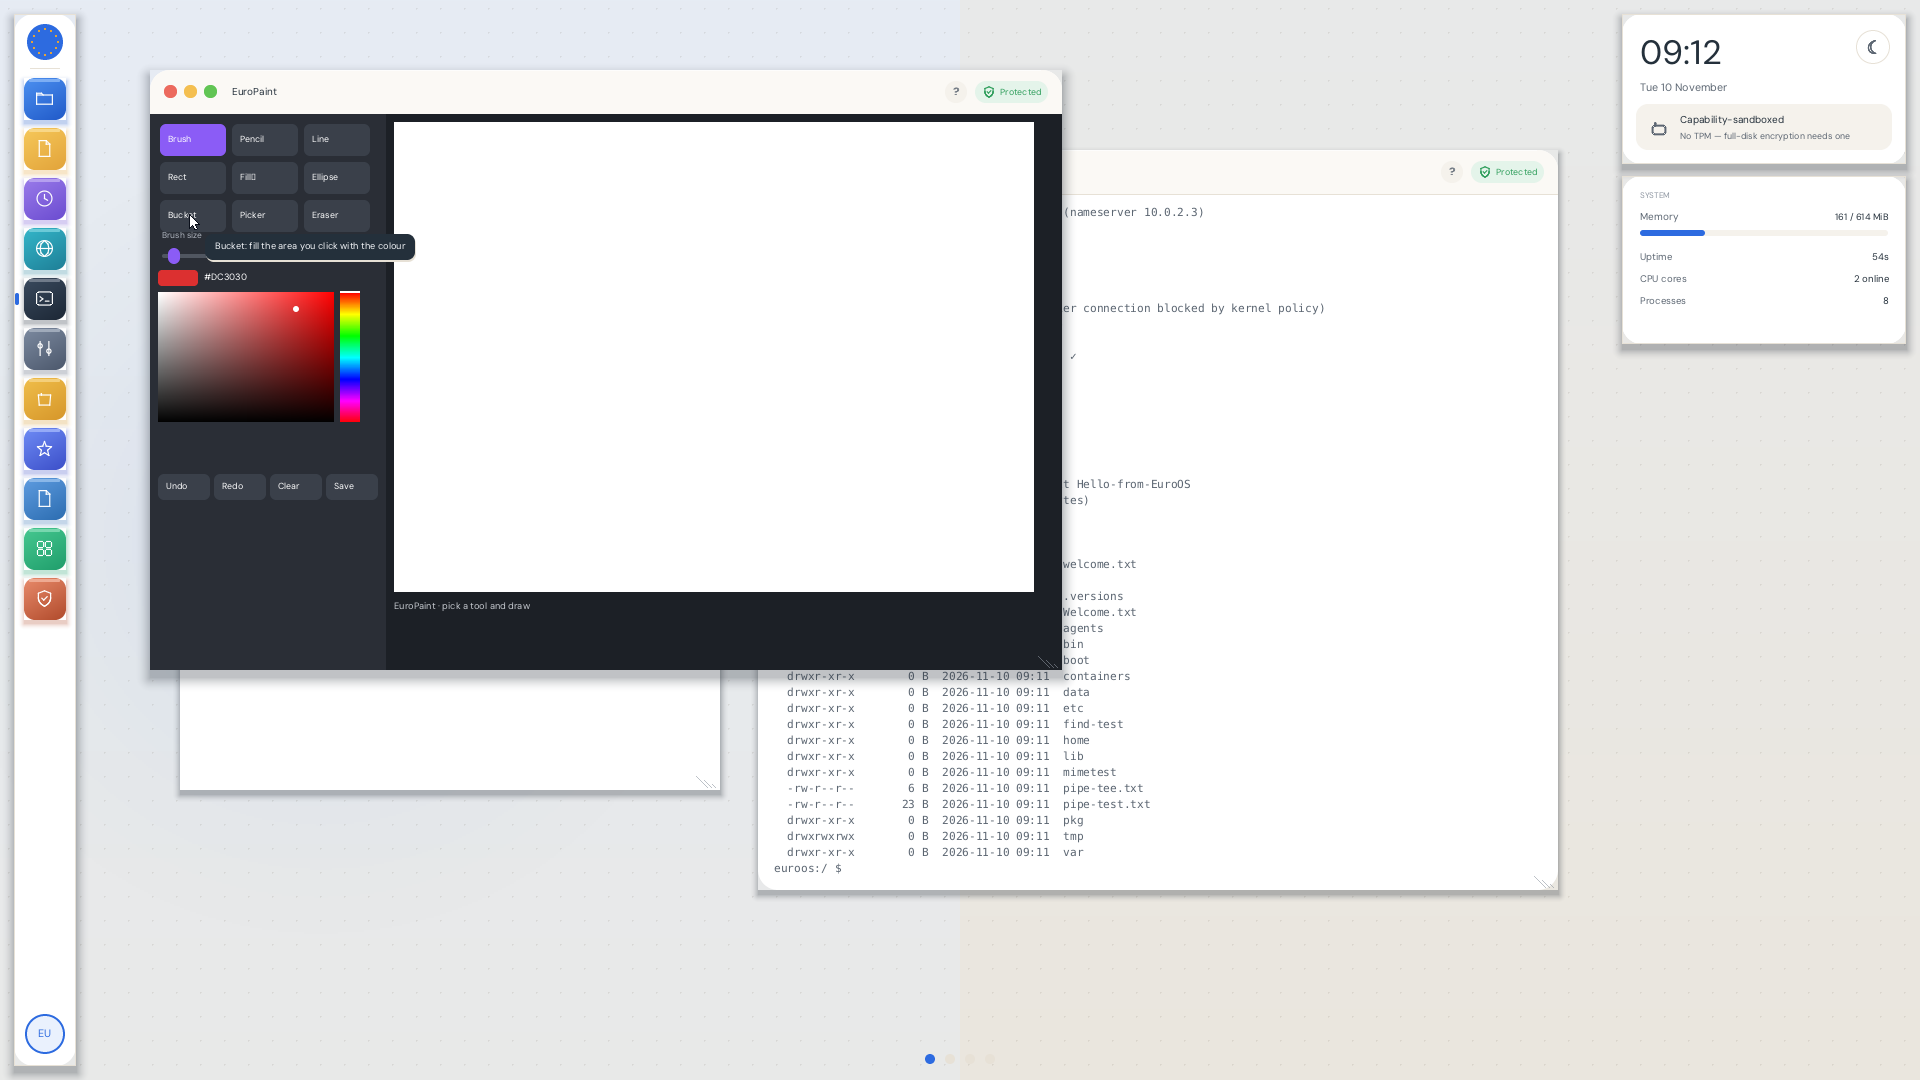 EuroPaint
?
Protected
Brush
Pencil
Line
Rect
Fill
Ellipse
Bucket
Picker
Eraser
Brush size
Bucket: fill the area you click with the colour
#DC3030
Undo
Redo
Clear
Save
EuroPaint · pick a tool and draw
?
Protected
(nameserver 10.0.2.3)
er connection blocked by kernel policy)
✓
t Hello-from-EuroOS
tes)
welcome.txt
.versions
Welcome.txt
agents
bin
boot
drwxr-xr-x 0 B 2026-11-10 09:11 containers
drwxr-xr-x 0 B 2026-11-10 09:11 data
drwxr-xr-x 0 B 2026-11-10 09:11 etc
drwxr-xr-x 0 B 2026-11-10 09:11 find-test
drwxr-xr-x 0 B 2026-11-10 09:11 home
drwxr-xr-x 0 B 2026-11-10 09:11 lib
drwxr-xr-x 0 B 2026-11-10 09:11 mimetest
-rw-r--r-- 6 B 2026-11-10 09:11 pipe-tee.txt
-rw-r--r-- 23 B 2026-11-10 09:11 pipe-test.txt
drwxr-xr-x 0 B 2026-11-10 09:11 pkg
drwxrwxrwx 0 B 2026-11-10 09:11 tmp
drwxr-xr-x 0 B 2026-11-10 09:11 var
euroos:/ $
09:12
Tue 10 November
Capability-sandboxed
No TPM — full-disk encryption needs one
SYSTEM
Memory 161 / 614 MiB
Uptime 54s
CPU cores 2 online
Processes 8
EU